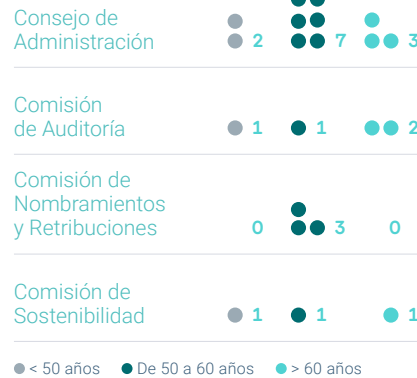 Consejo de
Administración 2 7 3
Comisión
de Auditoría 1 1 2
Comisión de
Nombramientos
y Retribuciones 0 3 0
Comisión de
Sostenibilidad 1 1 1
< 50 años De 50 a 60 años > 60 años